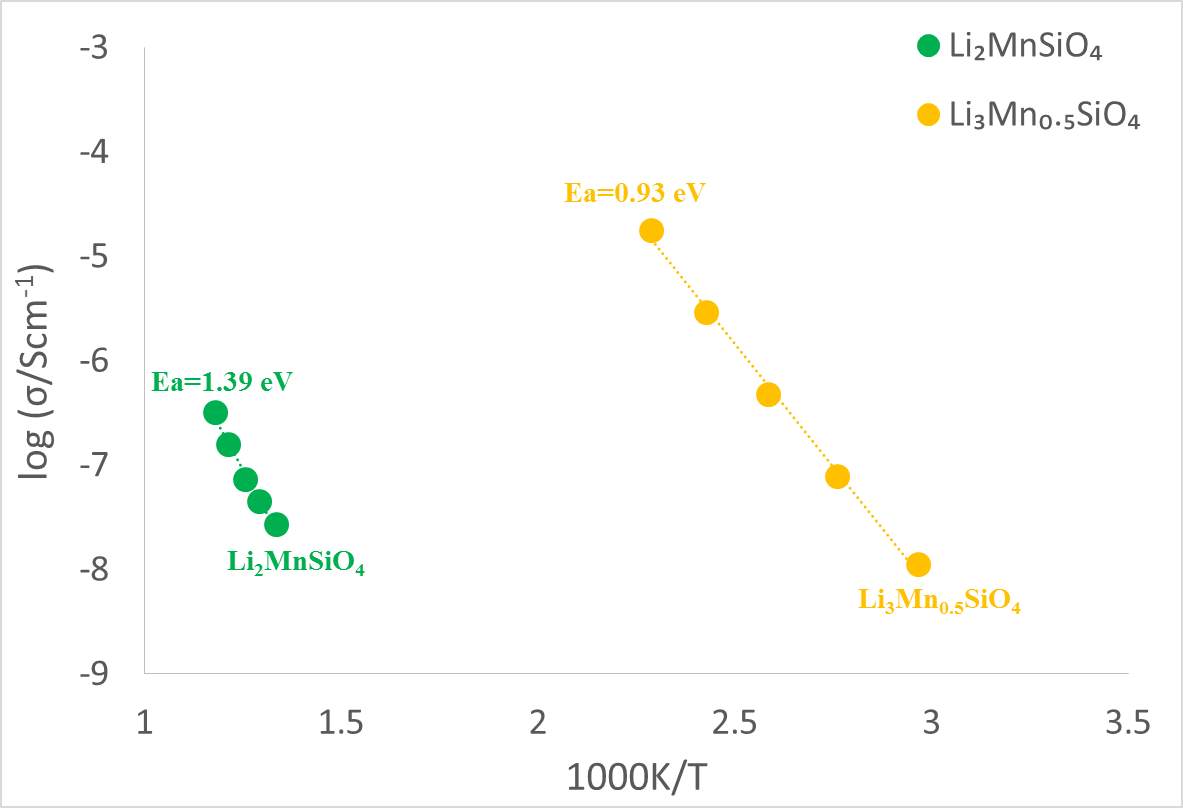 -3
Li₂MnSiO₄
Li₃Mn₀.₅SiO₄
-4
Ea=0.93 eV
-5
-6
Ea=1.39 eV
-7
Li₂MnSiO₄
-8
Li₃Mn₀.₅SiO₄
-9
log (σ/Scm⁻¹)
1 1.5 2 2.5 3 3.5
1000K/T